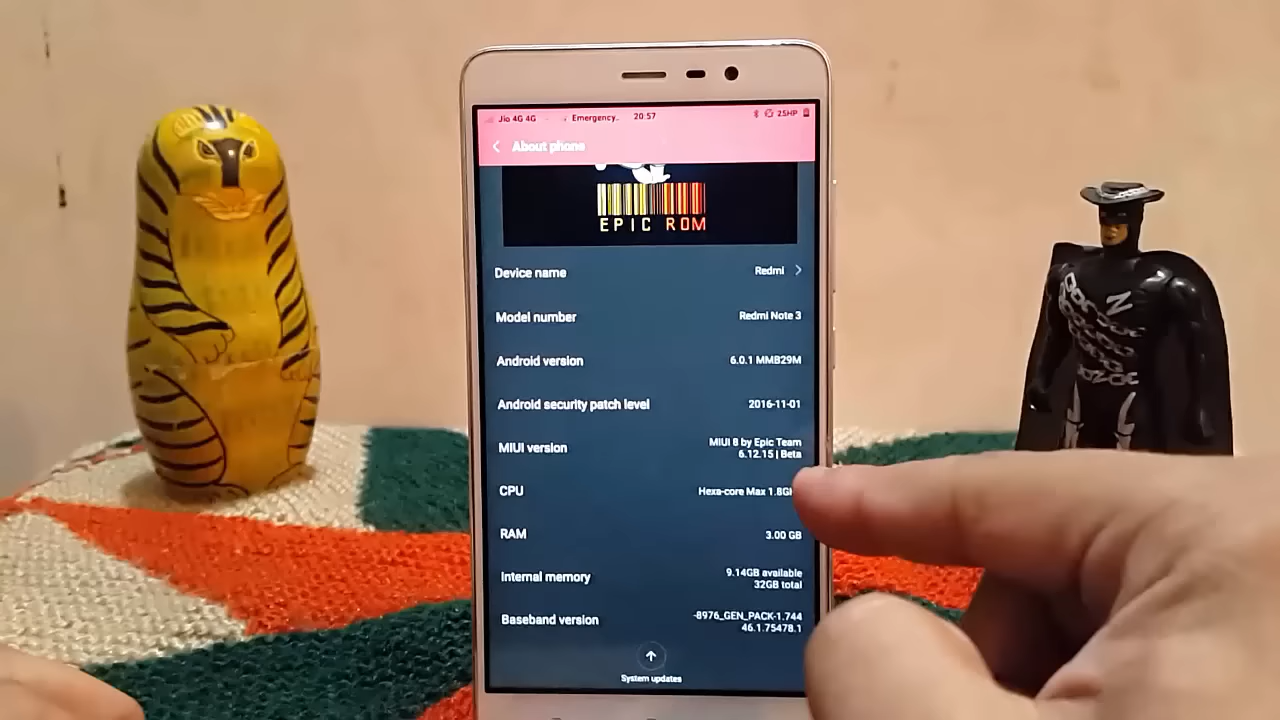 Jio 4G 4G Emergency. 20:57 25HP
About phone
EPIC ROM
Device name Redmi
Model number Redmi Note 3
Android version 6.0.1 MMB29M
Android security patch level 2016-11-01
MIUI version MIUI 8 by Epic Team
6.12.15 | Beta
CPU Hexa-core Max 1.8G
RAM 3.00 GB
Internal memory 9.14GB available
32GB total
Baseband version -8976_GEN_PACK-1.744
46.1.75478.1
System updates
Z